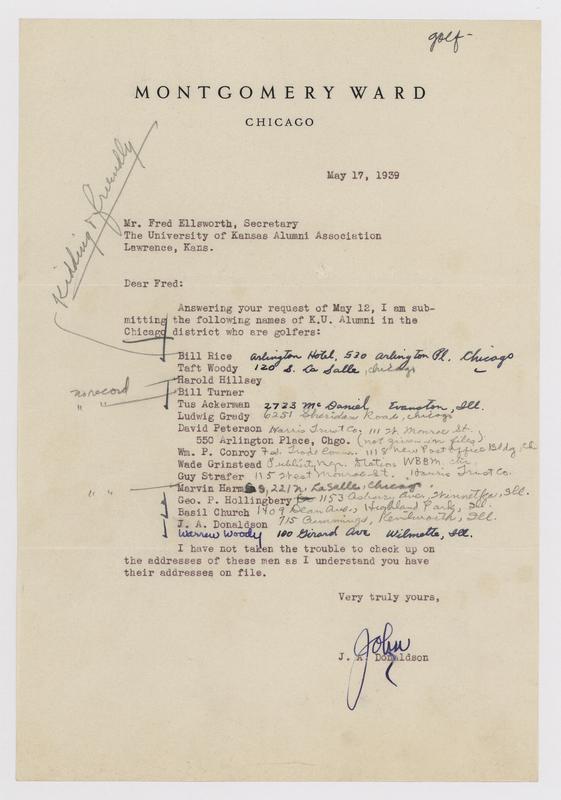 golf-
MONTGOMERY WARD
CHICAGO
Kidding & friendly
May 17, 1939
Mr. Fred Ellsworth, Secretary
The University of Kansas Alumni Association
Lawrence, Kans.
Dear Fred:
Answering your request of May 12, I am sub-
mitting the following names of K.U. Alumni in the
Chicago district who are golfers:
Bill Rice Arlington Hotel, 530 Arlington Pl. Chicago
Taft Woody 120 S. La Salle, Chicago
no record Harold Hillsey
" " Bill Turner
Tus Ackerman 2723 McDaniel Evanston, Ill.
Ludwig Gredy 6251 Sheridan Road, Chicago
David Peterson Harris Trust Co. 111 W. Monroe St.
550 Arlington Place, Chgo. (not given in files)
Wm. P. Conroy Fed. Trade Comm. 1118 New Post Office Bldg, Ch
Wade Grinstead Publicity Mgr. Station WBBM. Chi.
Guy Strafer 115 West Monroe St. Harris Trust Co.
" " Marvin Harms, 221 N. LaSalle, Chicago.
Geo. P. Hollingbery 1153 Asbury Ave, Winnetka, Ill.
Basil Church 1409 Dean Ave., Highland Park, Ill.
J. A. Donaldson 715 Cummings, Kenilworth, Ill.
Warren Woody 100 Girard Ave Wilmette, Ill.
I have not taken the trouble to check up on
the addresses of these men as I understand you have
their addresses on file.
Very truly yours,
John
J. A. Donaldson